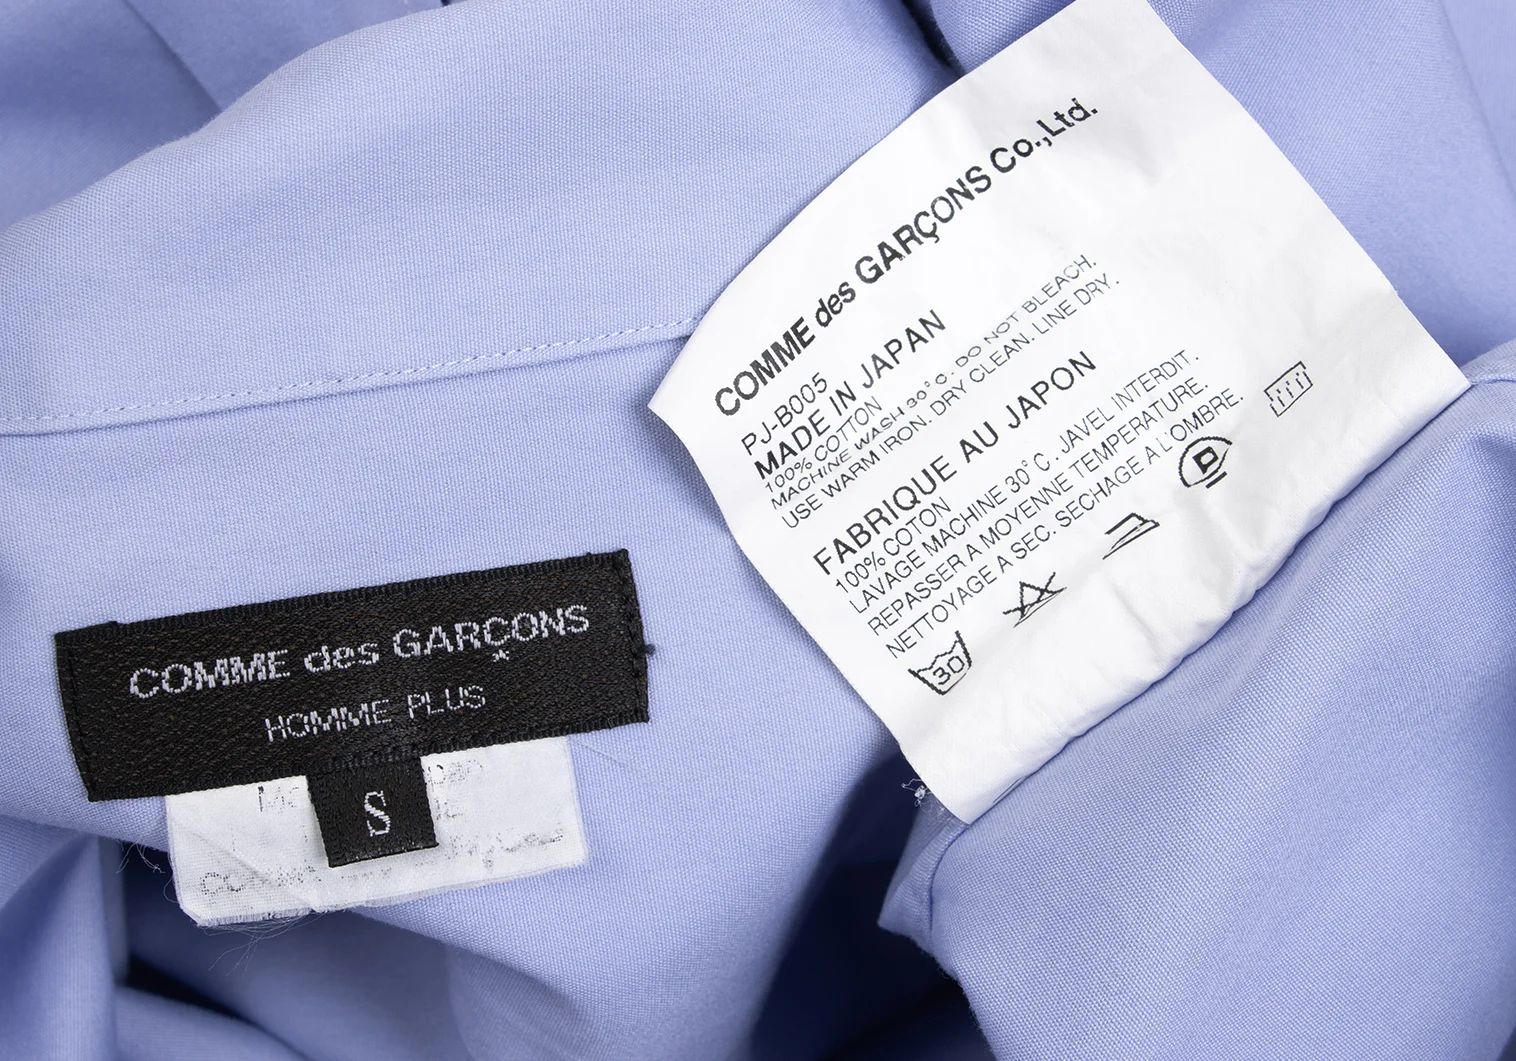 COMME des GARÇONS Co.,Ltd.
PJ-B005
MADE IN JAPAN
100% COTTON
MACHINE WASH 30°C. DO NOT BLEACH.
USE WARM IRON. DRY CLEAN. LINE DRY.
FABRIQUE AU JAPON
100% COTON
LAVAGE MACHINE 30°C. JAVEL INTERDIT.
REPASSER A MOYENNE TEMPERATURE.
NETTOYAGE A SEC. SECHAGE A L'OMBRE.
30
D
COMME des GARÇONS
HOMME PLUS
S